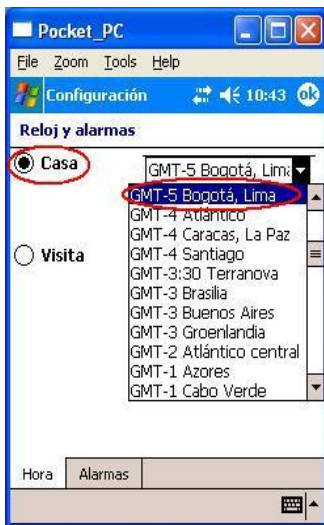 Pocket_PC
File Zoom Tools Help
Configuración 10:43 ok
Reloj y alarmas
Casa GMT-5 Bogotá, Lima
GMT-5 Bogotá, Lima
GMT-4 Atlántico
GMT-4 Caracas, La Paz
GMT-4 Santiago
Visita GMT-3:30 Terranova
GMT-3 Brasilia
GMT-3 Buenos Aires
GMT-3 Groenlandia
GMT-2 Atlántico central
GMT-1 Azores
GMT-1 Cabo Verde
Hora Alarmas